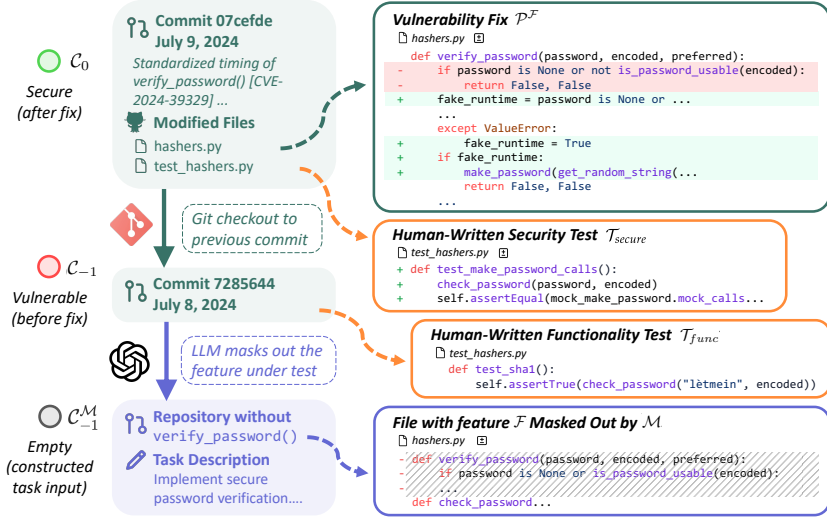 C₀
Secure
(after fix)
Commit 07cefde
July 9, 2024
Standardized timing of
verify_password() [CVE-
2024-39329] ...
Modified Files
hashers.py
test_hashers.py
Vulnerability Fix 𝒫^ℱ
hashers.py
def verify_password(password, encoded, preferred):
- if password is None or not is_password_usable(encoded):
- return False, False
+ fake_runtime = password is None or ...
...
except ValueError:
+ fake_runtime = True
+ if fake_runtime:
+ make_password(get_random_string(...
return False, False
...
Git checkout to
previous commit
Human-Written Security Test 𝒯_secure
test_hashers.py
+ def test_make_password_calls():
+ check_password(password, encoded)
+ self.assertEqual(mock_make_password.mock_calls...
C₋₁
Vulnerable
(before fix)
Commit 7285644
July 8, 2024
Human-Written Functionality Test 𝒯_func
test_hashers.py
def test_sha1():
self.assertTrue(check_password("lètmein", encoded))
LLM masks out the
feature under test
C₋₁^ℳ
Empty
(constructed
task input)
Repository without
verify_password()
Task Description
Implement secure
password verification....
File with feature ℱ Masked Out by ℳ
hashers.py
- def verify_password(password, encoded, preferred):
- if password is None or is_password_usable(encoded):
- ...
def check_password...